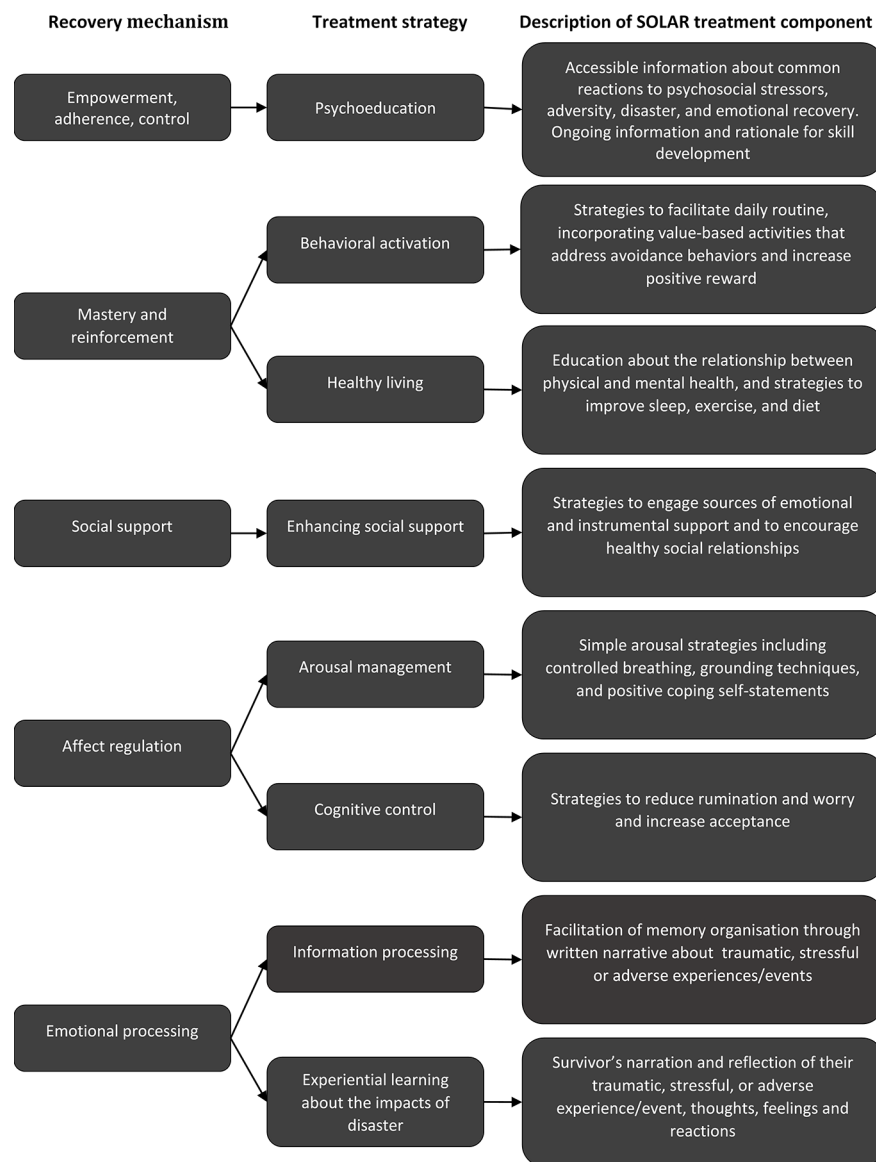 Recovery mechanism
Treatment strategy
Description of SOLAR treatment component
Empowerment,
adherence, control
Psychoeducation
Accessible information about common
reactions to psychosocial stressors,
adversity, disaster, and emotional recovery.
Ongoing information and rationale for skill
development
Mastery and
reinforcement
Behavioral activation
Strategies to facilitate daily routine,
incorporating value-based activities that
address avoidance behaviors and increase
positive reward
Healthy living
Education about the relationship between
physical and mental health, and strategies to
improve sleep, exercise, and diet
Social support
Enhancing social support
Strategies to engage sources of emotional
and instrumental support and to encourage
healthy social relationships
Affect regulation
Arousal management
Simple arousal strategies including
controlled breathing, grounding techniques,
and positive coping self-statements
Cognitive control
Strategies to reduce rumination and worry
and increase acceptance
Emotional processing
Information processing
Facilitation of memory organisation through
written narrative about traumatic, stressful
or adverse experiences/events
Experiential learning
about the impacts of
disaster
Survivor's narration and reflection of their
traumatic, stressful, or adverse
experience/event, thoughts, feelings and
reactions